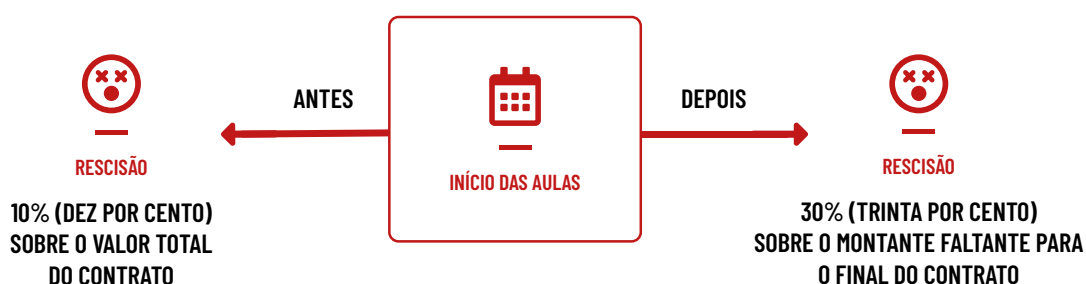 ANTES
DEPOIS
RESCISÃO
10% (DEZ POR CENTO)
SOBRE O VALOR TOTAL
DO CONTRATO
INÍCIO DAS AULAS
RESCISÃO
30% (TRINTA POR CENTO)
SOBRE O MONTANTE FALTANTE PARA
O FINAL DO CONTRATO